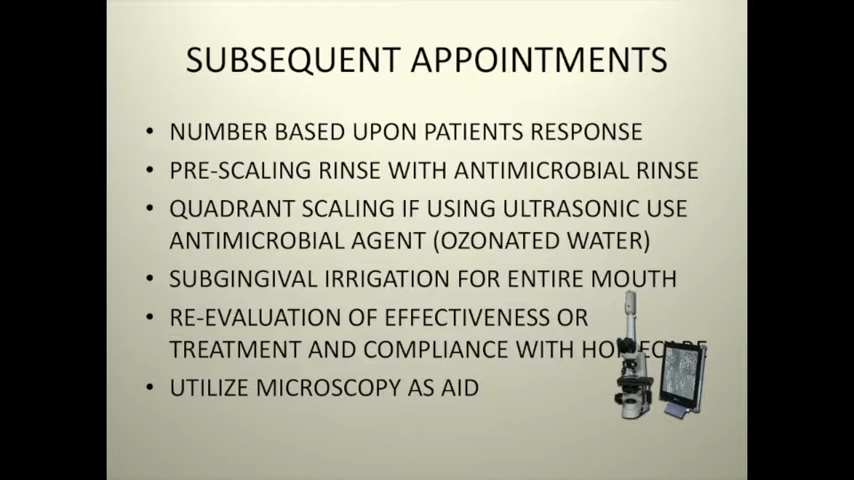 SUBSEQUENT APPOINTMENTS
• NUMBER BASED UPON PATIENTS RESPONSE
• PRE-SCALING RINSE WITH ANTIMICROBIAL RINSE
• QUADRANT SCALING IF USING ULTRASONIC USE
ANTIMICROBIAL AGENT (OZONATED WATER)
• SUBGINGIVAL IRRIGATION FOR ENTIRE MOUTH
• RE-EVALUATION OF EFFECTIVENESS OR
TREATMENT AND COMPLIANCE WITH HOMECARE
• UTILIZE MICROSCOPY AS AID